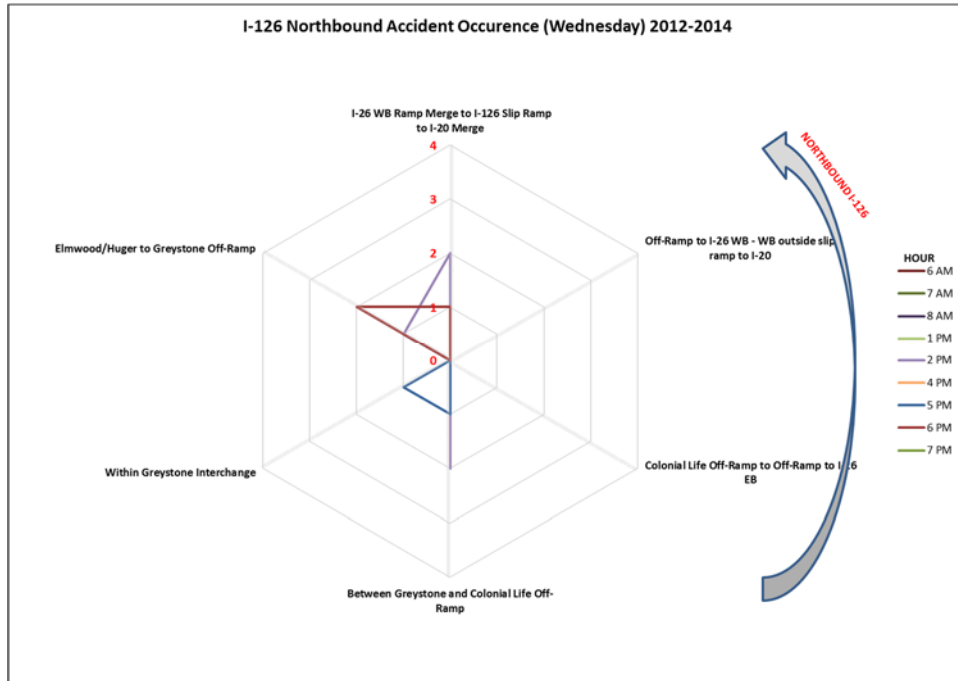 I-126 Northbound Accident Occurence (Wednesday) 2012-2014
I-26 WB Ramp Merge to I-126 Slip Ramp
to I-20 Merge
4
3
2
1
0
NORTHBOUND I-126
Elmwood/Huger to Greystone Off-Ramp
Off-Ramp to I-26 WB - WB outside slip
ramp to I-20
HOUR
6 AM
7 AM
8 AM
1 PM
2 PM
4 PM
5 PM
6 PM
7 PM
Within Greystone Interchange
Colonial Life Off-Ramp to Off-Ramp to I-26
EB
Between Greystone and Colonial Life Off-
Ramp